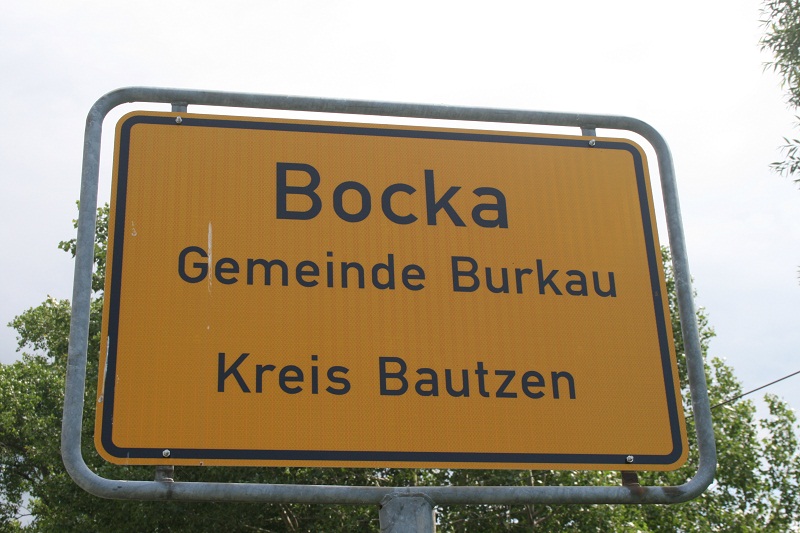 Bocka
Gemeinde Burkau
Kreis Bautzen